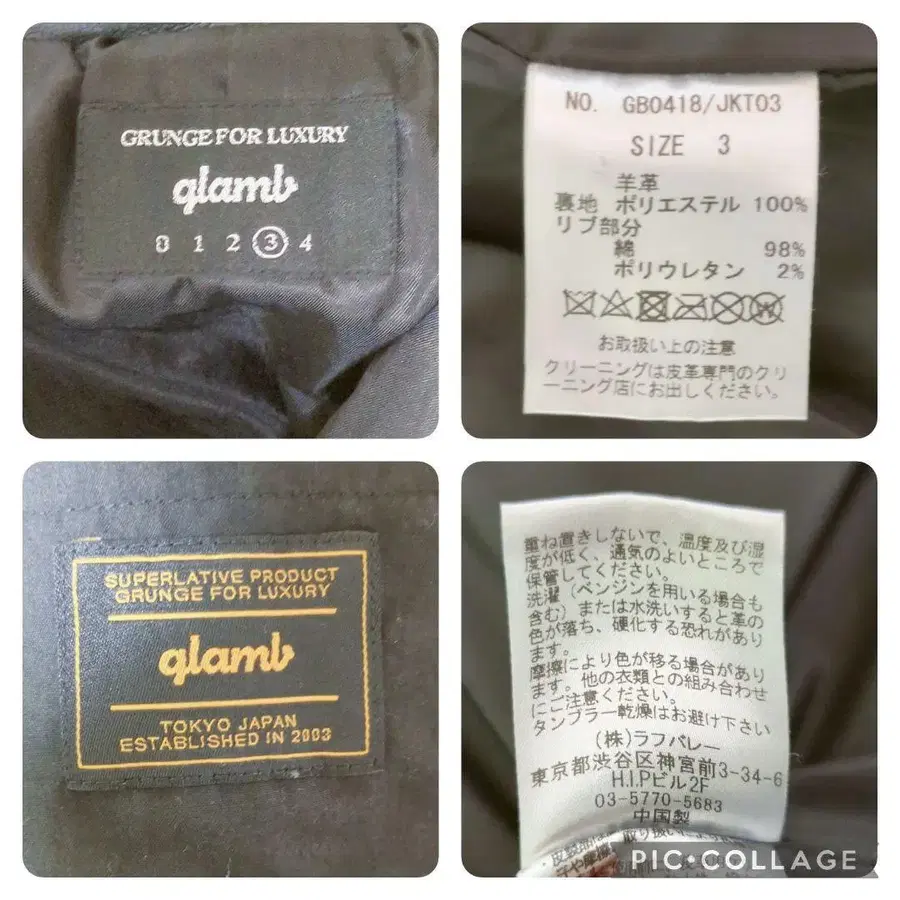 GRUNGE FOR LUXURY
glamb
0 1 2 3 4
NO. GB0418/JKT03
SIZE 3
羊革
裏地 ポリエステル 100%
リブ部分
綿 98%
ポリウレタン 2%
お取扱い上の注意
クリーニングは皮革専門のクリ
ーニング店にお出しください。
SUPERLATIVE PRODUCT
GRUNGE FOR LUXURY
glamb
TOKYO JAPAN
ESTABLISHED IN 2003
重ね置きしないで、温度及び湿
度が低く、通気のよいところで
保管してください。
洗濯(ベンジンを用いる場合も
含む)または水洗いすると革の
色が落ち、硬化する恐れがあり
ます。
摩擦により色が移る場合があり
ます。他の衣類との組み合わせ
にご注意ください。
タンブラー乾燥はお避け下さい
(株)ラフバレー
東京都渋谷区神宮前3-34-6
H.I.Pビル2F
03-5770-5683
中国製
PIC•COLLAGE